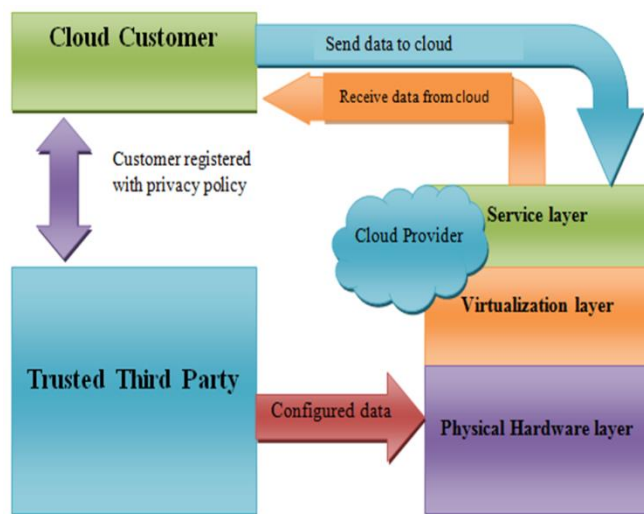 Cloud Customer
Send data to cloud
Receive data from cloud
Customer registered
with privacy policy
Service layer
Cloud Provider
Virtualization layer
Trusted Third Party
Configured data
Physical Hardware layer